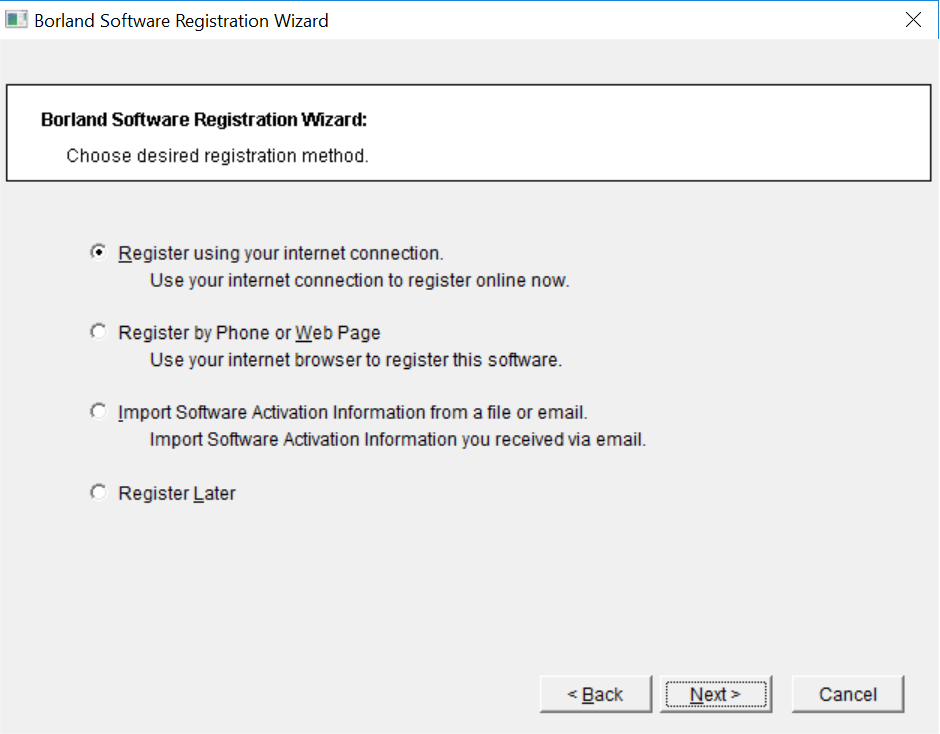 Borland Software Registration Wizard
Borland Software Registration Wizard:
Choose desired registration method.
Register using your internet connection.
Use your internet connection to register online now.
Register by Phone or Web Page
Use your internet browser to register this software.
Import Software Activation Information from a file or email.
Import Software Activation Information you received via email.
Register Later
< Back Next > Cancel